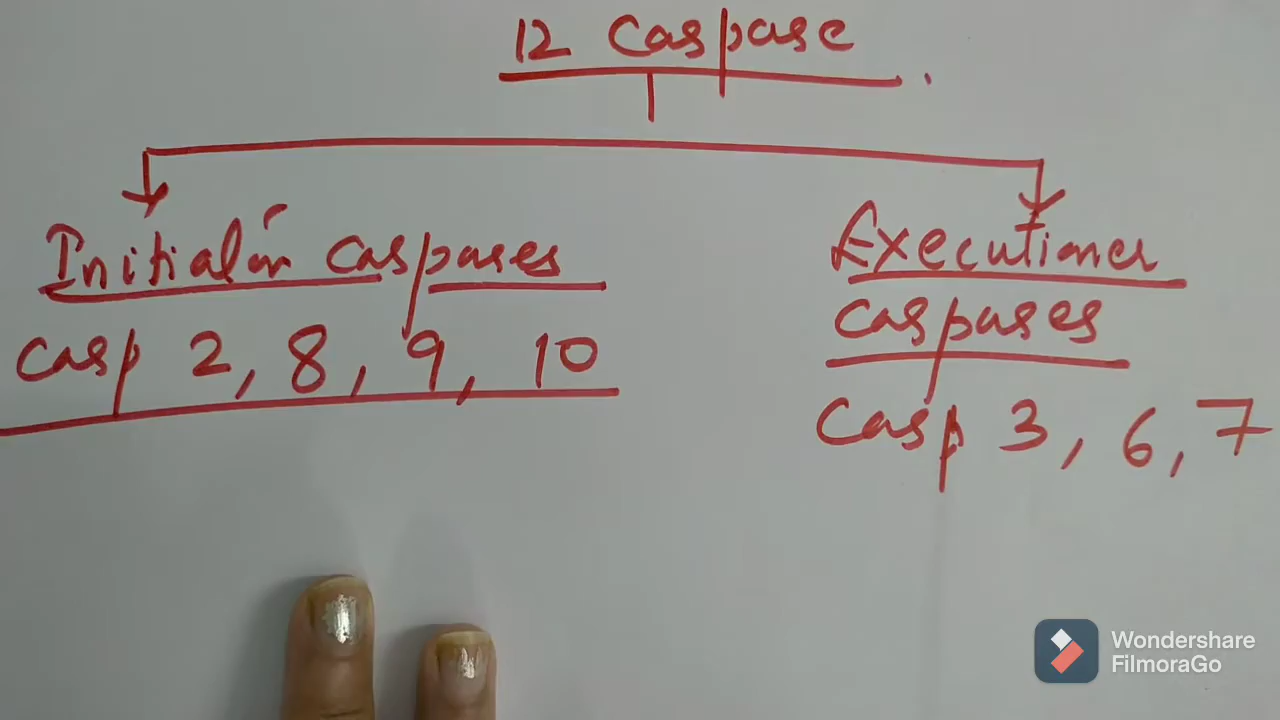 12 Caspase
Initiator Caspases
Casp 2, 8, 9, 10
Executioner
Caspases
Casp 3, 6, 7
Wondershare
FilmoraGo